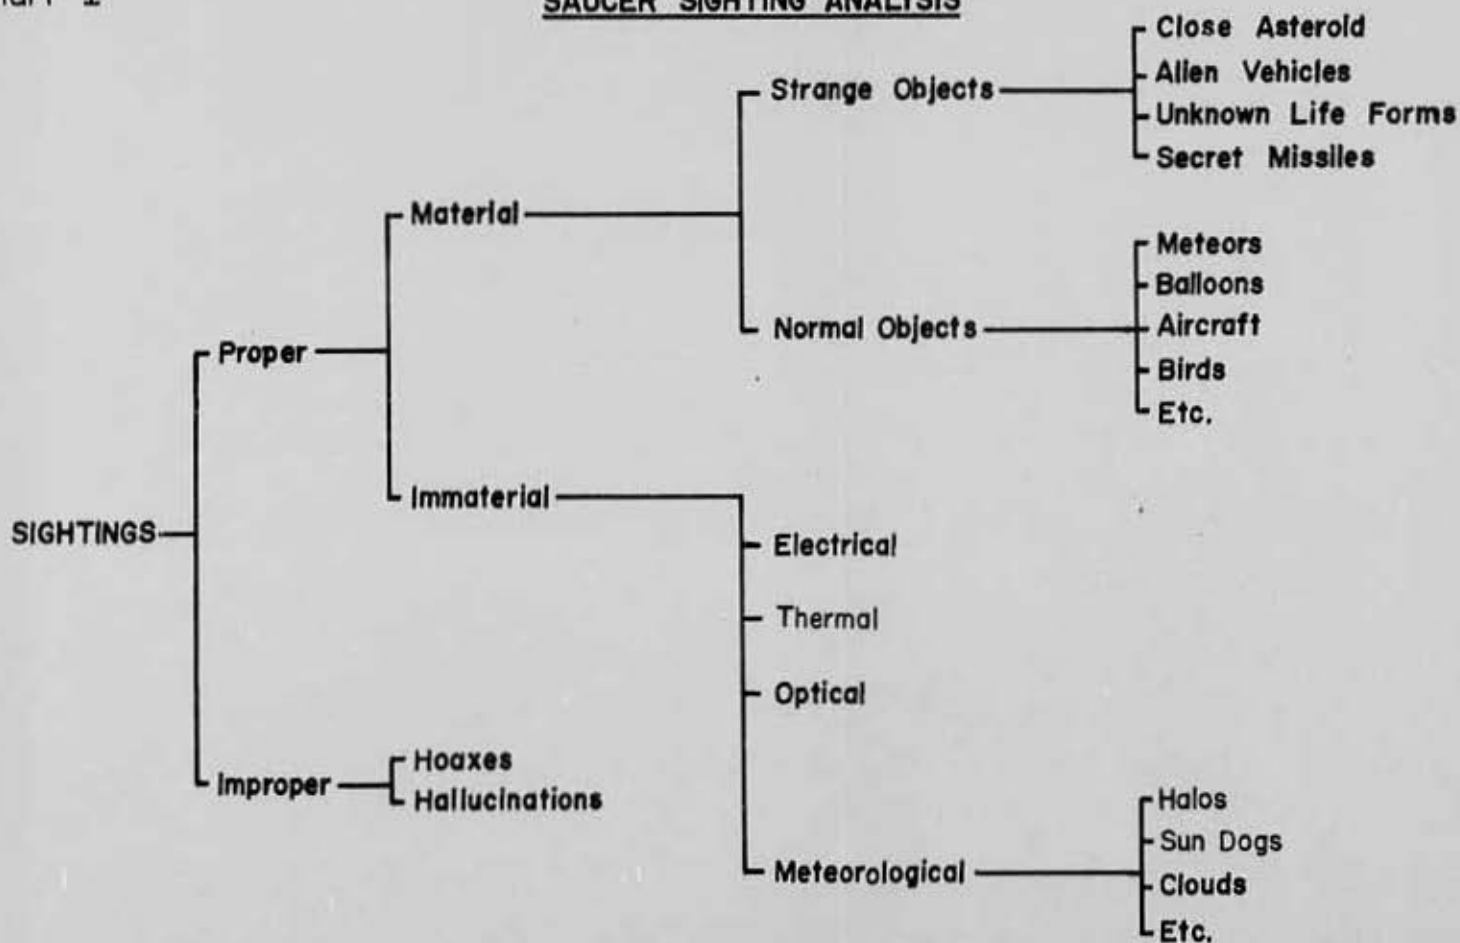 SAUCER SIGHTING ANALYSIS
Close Asteroid
Alien Vehicles
Strange Objects
Unknown Life Forms
Secret Missiles
Material
Meteors
Balloons
Normal Objects
Aircraft
Birds
Etc.
Proper
Immaterial
SIGHTINGS
Electrical
Thermal
Optical
Improper
Hoaxes
Hallucinations
Meteorological
Halos
Sun Dogs
Clouds
Etc.